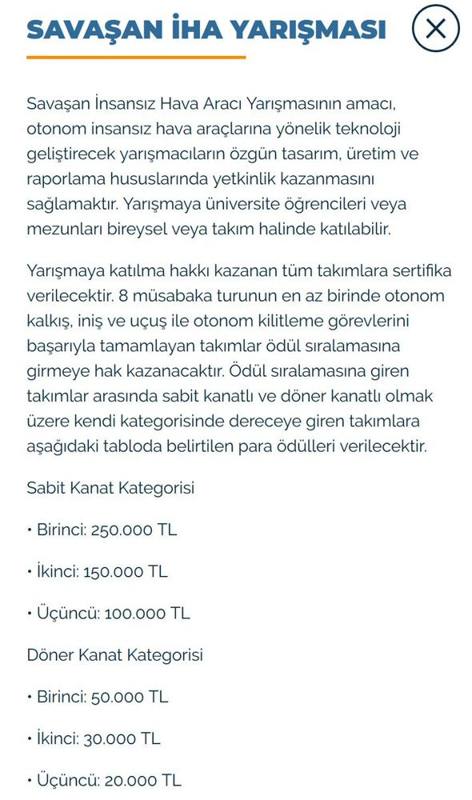 SAVAŞAN İHA YARIŞMASI
Savaşan İnsansız Hava Aracı Yarışmasının amacı,
otonom insansız hava araçlarına yönelik teknoloji
geliştirecek yarışmacıların özgün tasarım, üretim ve
raporlama hususlarında yetkinlik kazanmasını
sağlamaktır. Yarışmaya üniversite öğrencileri veya
mezunları bireysel veya takım halinde katılabilir.
Yarışmaya katılma hakkı kazanan tüm takımlara sertifika
verilecektir. 8 müsabaka turunun en az birinde otonom
kalkış, iniş ve uçuş ile otonom kilitleme görevlerini
başarıyla tamamlayan takımlar ödül sıralamasına
girmeye hak kazanacaktır. Ödül sıralamasına giren
takımlar arasında sabit kanatlı ve döner kanatlı olmak
üzere kendi kategorisinde dereceye giren takımlara
aşağıdaki tabloda belirtilen para ödülleri verilecektir.
Sabit Kanat Kategorisi
• Birinci: 250.000 TL
• İkinci: 150.000 TL
• Üçüncü: 100.000 TL
Döner Kanat Kategorisi
• Birinci: 50.000 TL
• İkinci: 30.000 TL
• Üçüncü: 20.000 TL